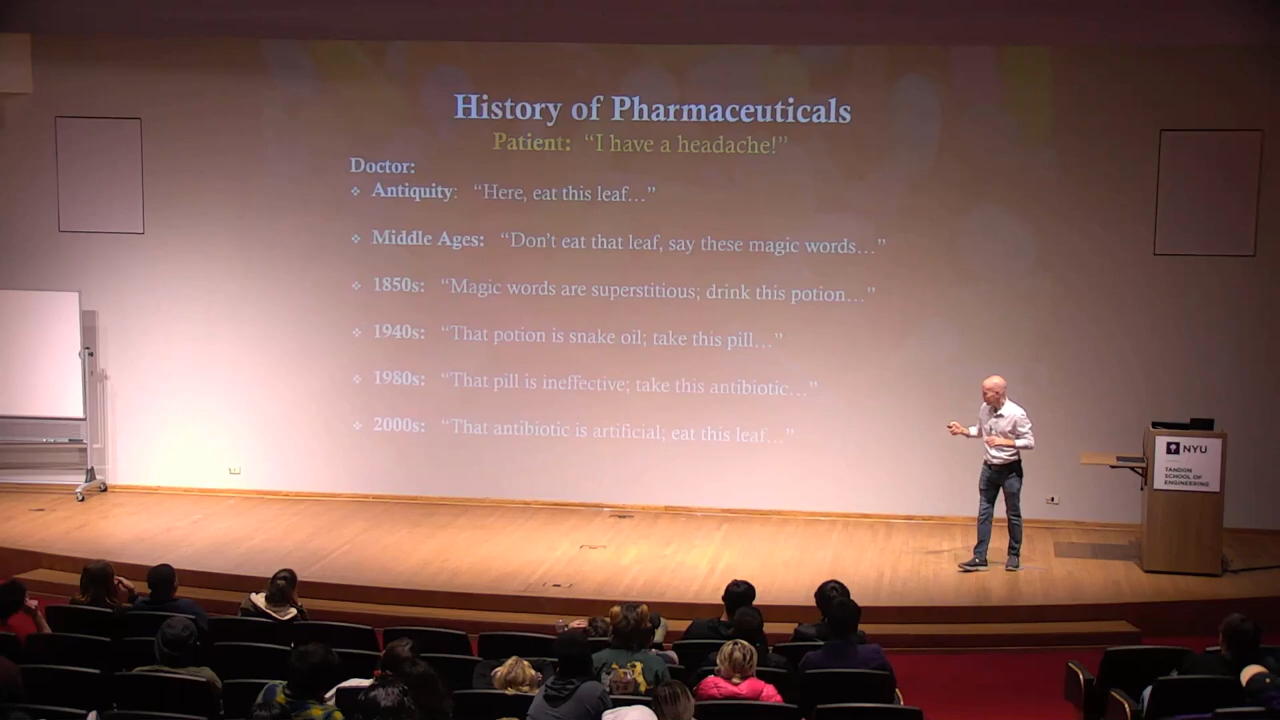 History of Pharmaceuticals
Patient: “I have a headache!”
Doctor:
❖ Antiquity: “Here, eat this leaf…”
❖ Middle Ages: “Don’t eat that leaf, say these magic words…”
❖ 1850s: “Magic words are superstitious; drink this potion…”
❖ 1940s: “That potion is snake oil; take this pill…”
❖ 1980s: “That pill is ineffective; take this antibiotic…”
❖ 2000s: “That antibiotic is artificial; eat this leaf…”
NYU
TANDON
SCHOOL OF
ENGINEERING